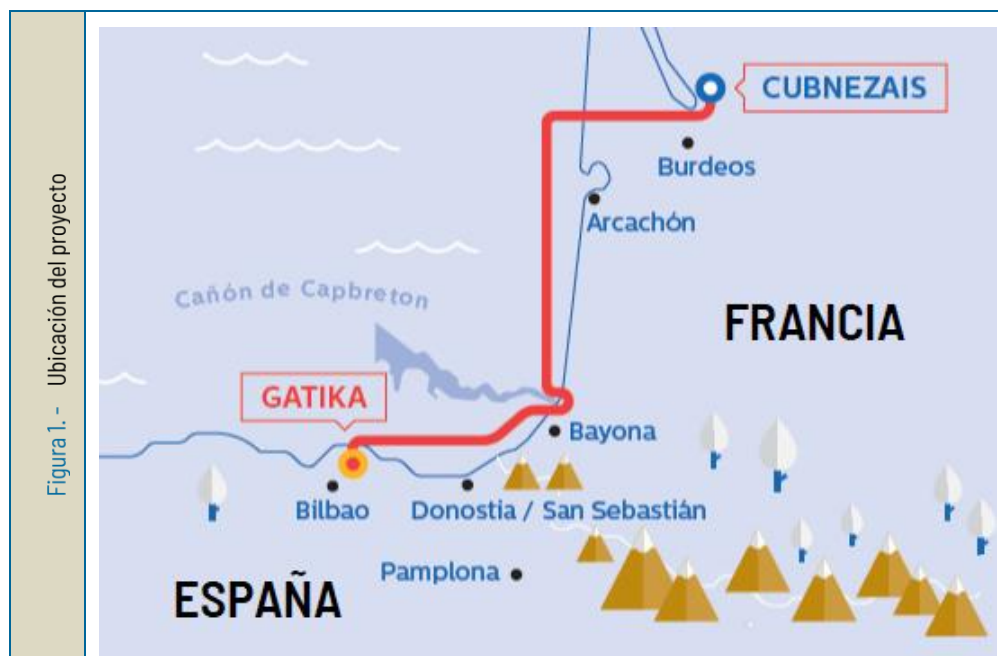 Figura 1. - Ubicación del proyecto
CUBNEZAIS
Burdeos
Arcachón
Cañón de Capbreton
FRANCIA
GATIKA
Bayona
Bilbao
Donostia / San Sebastián
Pamplona
ESPAÑA